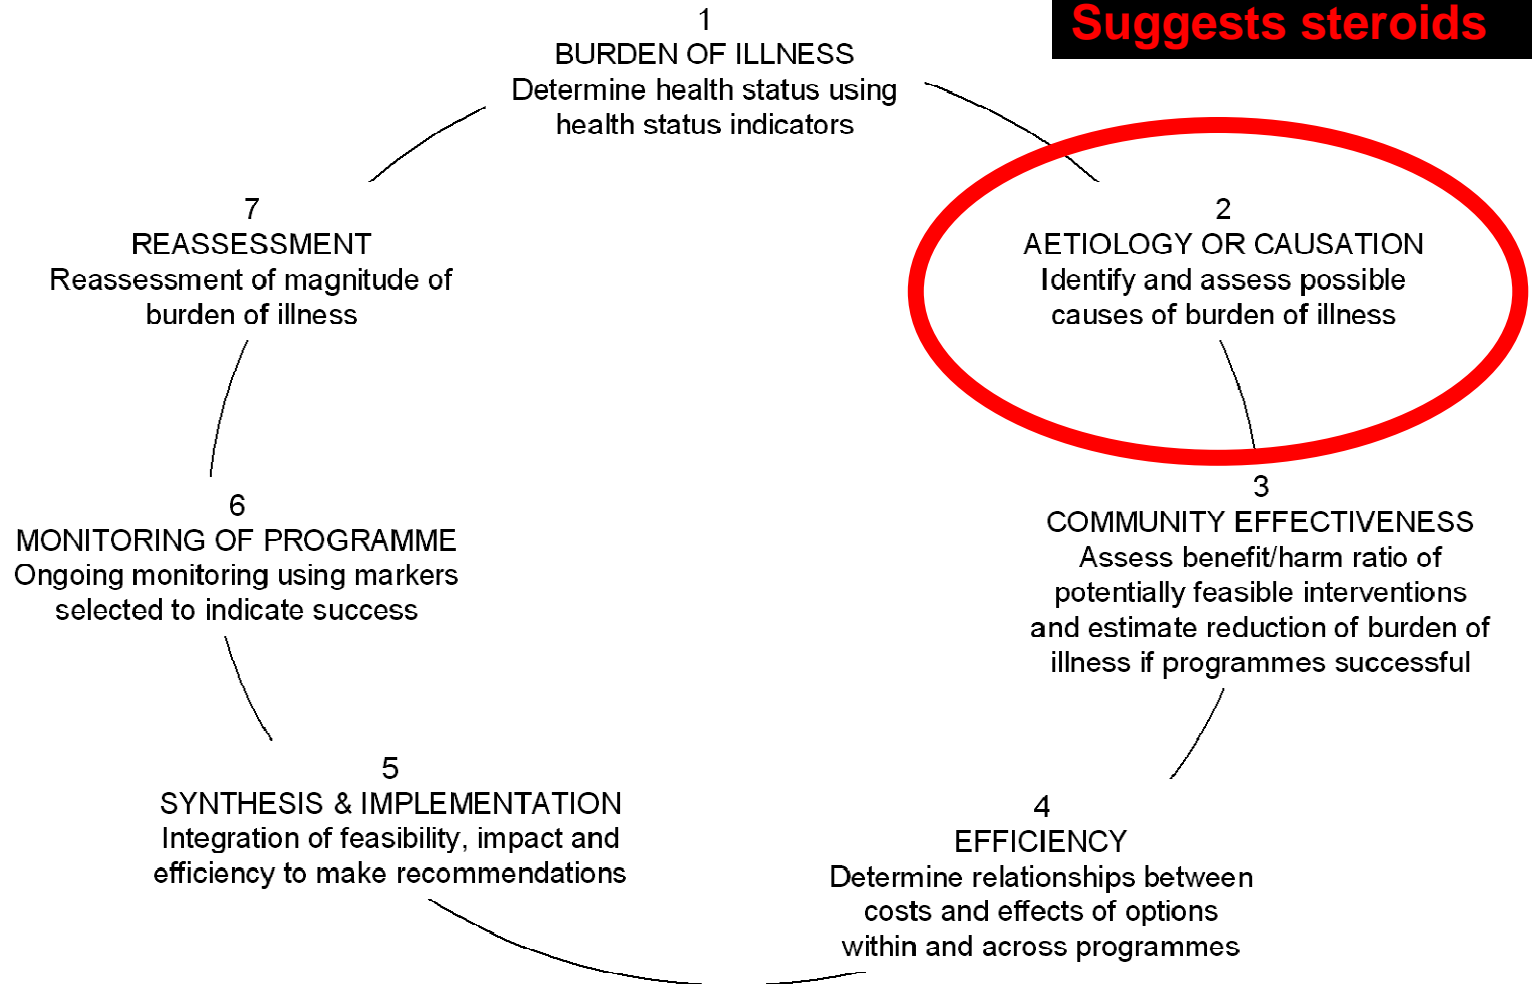 Suggests steroids
1
BURDEN OF ILLNESS
Determine health status using
health status indicators
2
AETIOLOGY OR CAUSATION
Identify and assess possible
causes of burden of illness
3
COMMUNITY EFFECTIVENESS
Assess benefit/harm ratio of
potentially feasible interventions
and estimate reduction of burden of
illness if programmes successful
4
EFFICIENCY
Determine relationships between
costs and effects of options
within and across programmes
5
SYNTHESIS & IMPLEMENTATION
Integration of feasibility, impact and
efficiency to make recommendations
6
MONITORING OF PROGRAMME
Ongoing monitoring using markers
selected to indicate success
7
REASSESSMENT
Reassessment of magnitude of
burden of illness